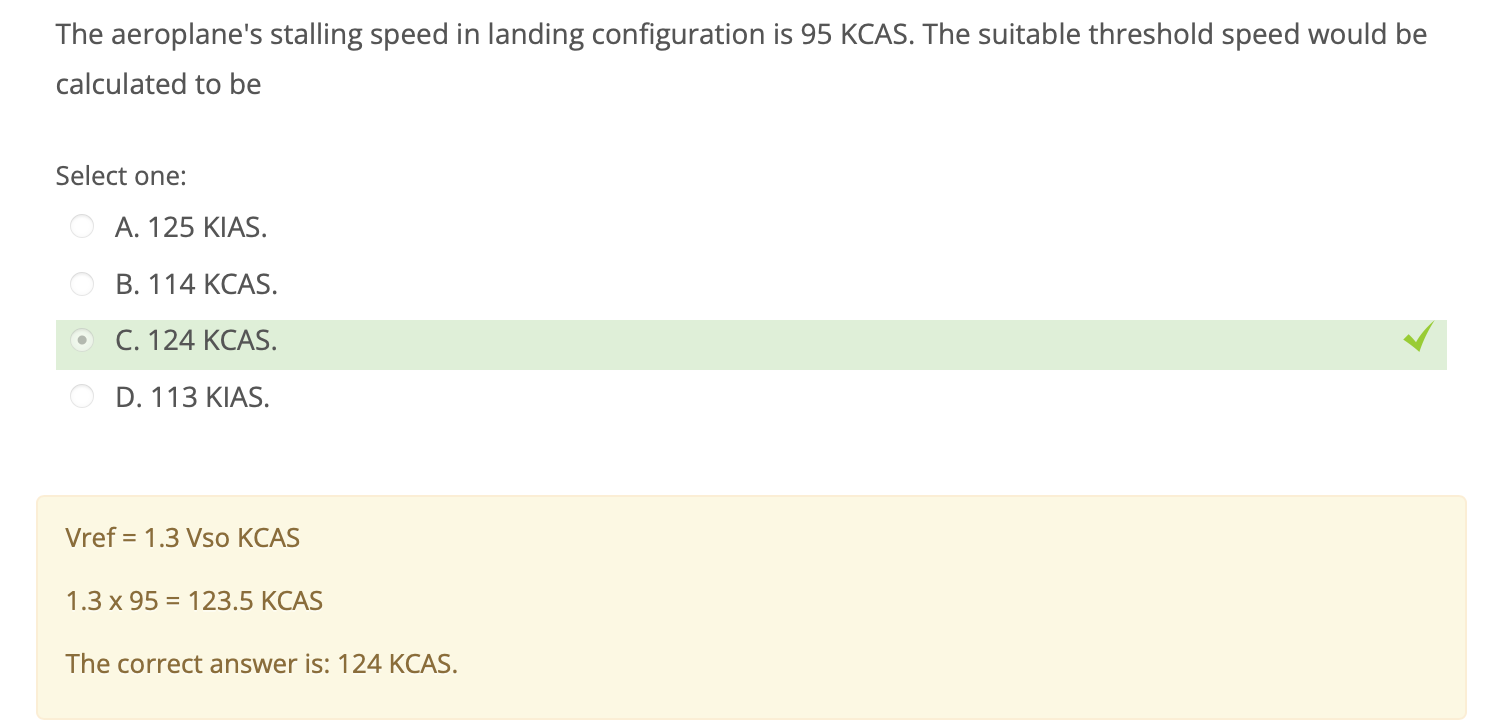 The aeroplane's stalling speed in landing configuration is 95 KCAS. The suitable threshold speed would be
calculated to be
Select one:
A. 125 KIAS.
B. 114 KCAS.
C. 124 KCAS.
D. 113 KIAS.
Vref = 1.3 Vso KCAS
1.3 x 95 = 123.5 KCAS
The correct answer is: 124 KCAS.